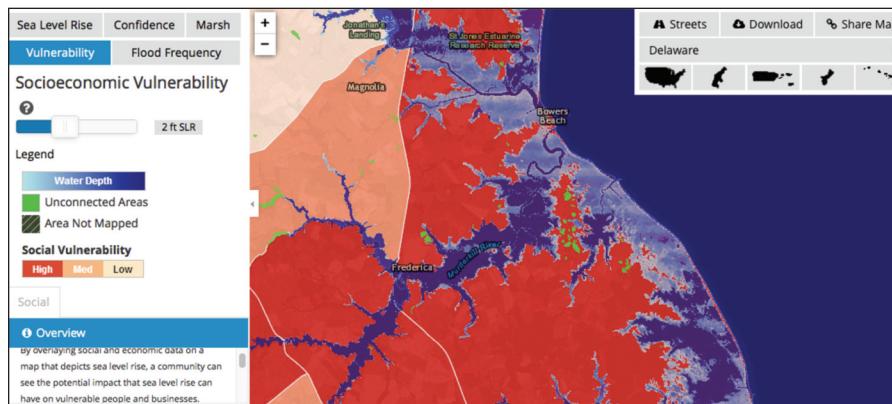 Sea Level Rise
Confidence
Marsh
Vulnerability
Flood Frequency
Socioeconomic Vulnerability
?
2 ft SLR
Legend
Water Depth
Unconnected Areas
Area Not Mapped
Social Vulnerability
High Med Low
Social
Overview
By overlaying social and economic data on a
map that depicts sea level rise, a community can
see the potential impact that sea level rise can
have on vulnerable people and businesses.
+
−
Jonathan's
Landing
St Jones Estuarine
Research Reserve
Magnolia
Bowers
Beach
Frederica
Murderkill River
Streets
Download
Share Ma
Delaware